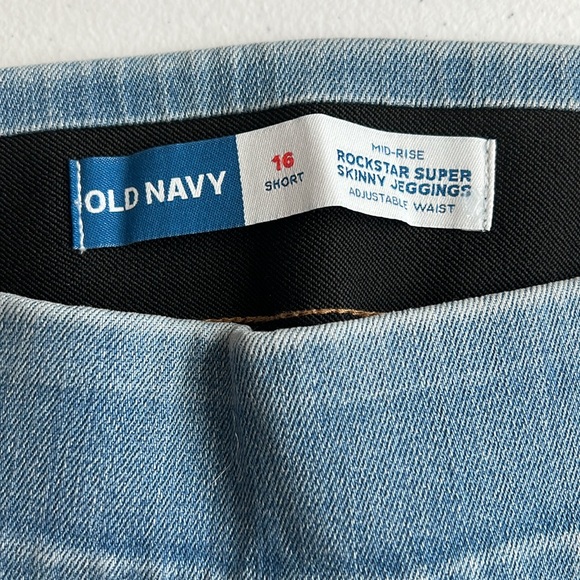 OLD NAVY
16
SHORT
MID-RISE
ROCKSTAR SUPER
SKINNY JEGGINGS
ADJUSTABLE WAIST